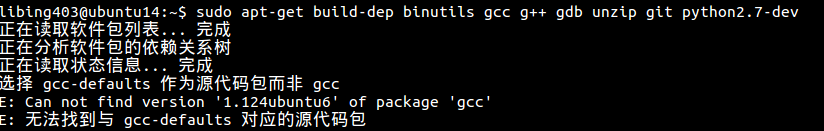 libing403@ubuntu14:~$ sudo apt-get build-dep binutils gcc g++ gdb unzip git python2.7-dev
正在读取软件包列表... 完成
正在分析软件包的依赖关系树
正在读取状态信息... 完成
选择 gcc-defaults 作为源代码包而非 gcc
E: Can not find version '1.124ubuntu6' of package 'gcc'
E: 无法找到与 gcc-defaults 对应的源代码包